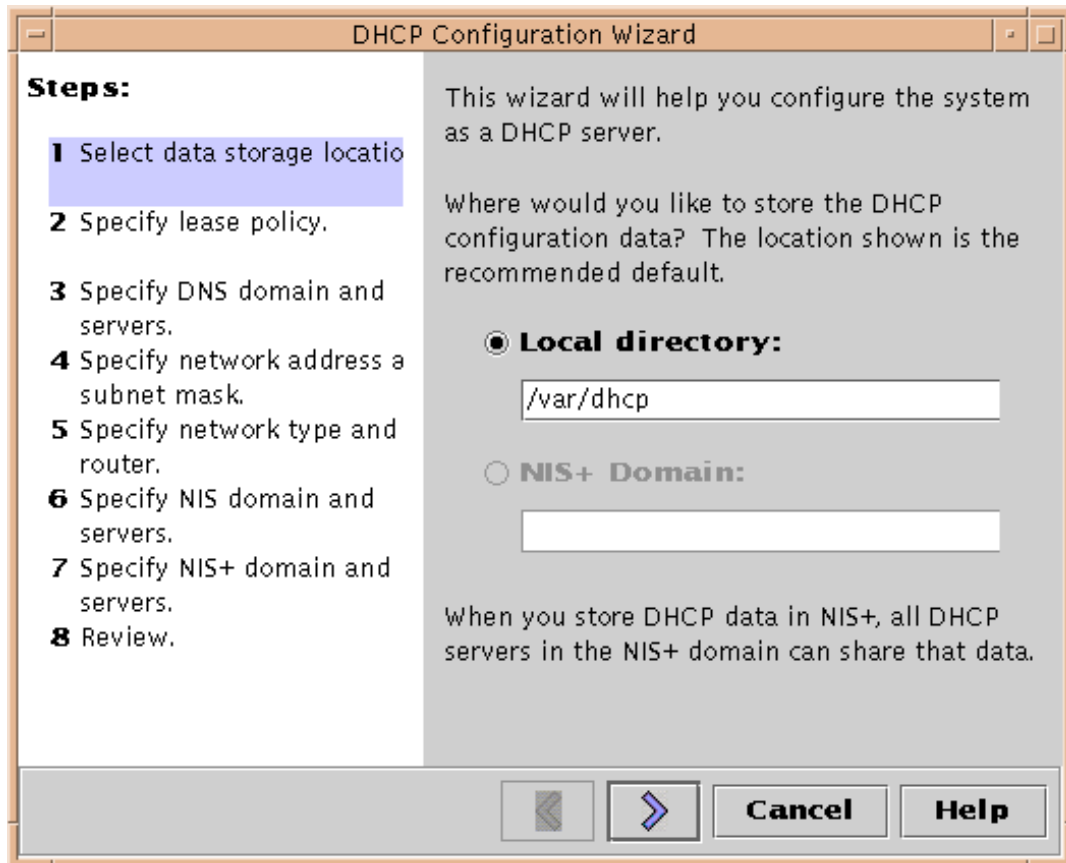 DHCP Configuration Wizard
Steps:
1 Select data storage locatio
2 Specify lease policy.
3 Specify DNS domain and
servers.
4 Specify network address a
subnet mask.
5 Specify network type and
router.
6 Specify NIS domain and
servers.
7 Specify NIS+ domain and
servers.
8 Review.
This wizard will help you configure the system
as a DHCP server.
Where would you like to store the DHCP
configuration data? The location shown is the
recommended default.
Local directory:
/var/dhcp
NIS+ Domain:
When you store DHCP data in NIS+, all DHCP
servers in the NIS+ domain can share that data.
Cancel
Help